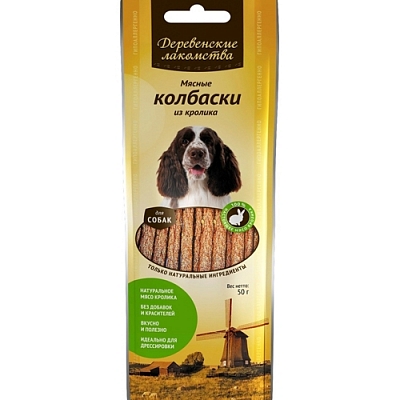 Деревенские
лакомства
Мясные
колбаски
из кролика
для
СОБАК
100%
ТОЛЬКО НАТУРАЛЬНЫЕ ИНГРЕДИЕНТЫ
Вес нетто:
50 г
НАТУРАЛЬНОЕ
МЯСО КРОЛИКА
БЕЗ ДОБАВОК
И КРАСИТЕЛЕЙ
ВКУСНО
И ПОЛЕЗНО
ИДЕАЛЬНО ДЛЯ
ДРЕССИРОВКИ